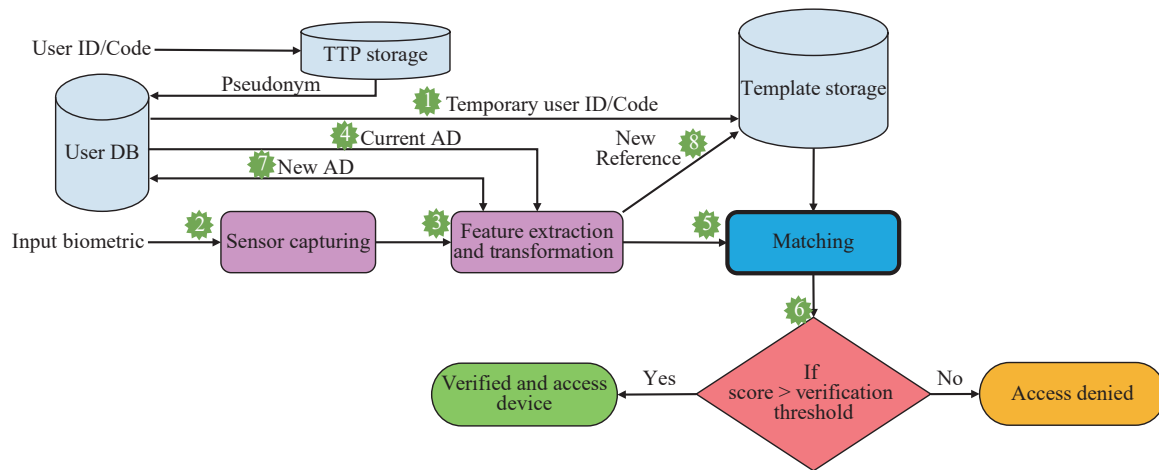 User ID/Code
TTP storage
Pseudonym
User DB
1 Temporary user ID/Code
4 Current AD
7 New AD
Template storage
New
Reference 8
Input biometric
2
Sensor capturing
3
Feature extraction
and transformation
5
Matching
6
If
score > verification
threshold
Yes
No
Verified and access
device
Access denied